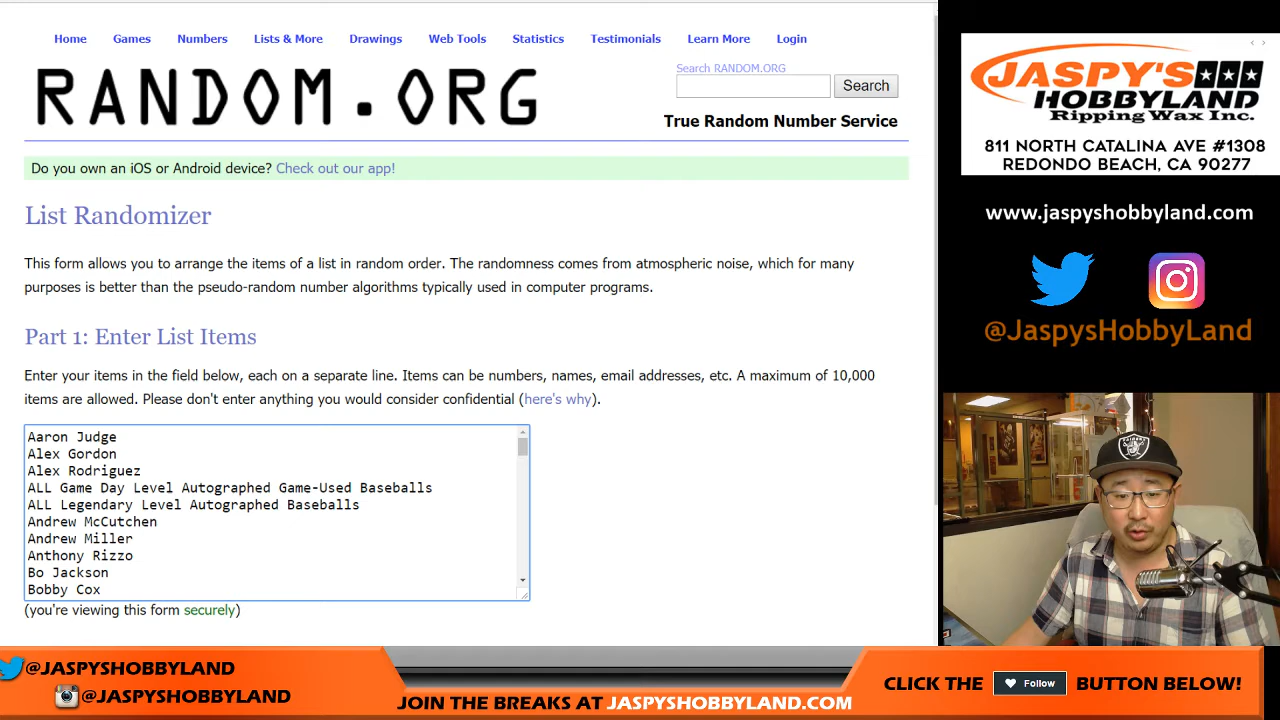 Home Games Numbers Lists & More Drawings Web Tools Statistics Testimonials Learn More Login
RANDOM.ORG
Search RANDOM.ORG
Search
True Random Number Service
Do you own an iOS or Android device? Check out our app!
List Randomizer
This form allows you to arrange the items of a list in random order. The randomness comes from atmospheric noise, which for many
purposes is better than the pseudo-random number algorithms typically used in computer programs.
Part 1: Enter List Items
Enter your items in the field below, each on a separate line. Items can be numbers, names, email addresses, etc. A maximum of 10,000
items are allowed. Please don't enter anything you would consider confidential (here's why).
Aaron Judge
Alex Gordon
Alex Rodriguez
ALL Game Day Level Autographed Game-Used Baseballs
ALL Legendary Level Autographed Baseballs
Andrew McCutchen
Andrew Miller
Anthony Rizzo
Bo Jackson
Bobby Cox
(you're viewing this form securely)
JASPY'S
HOBBYLAND
Ripping Wax Inc.
811 NORTH CATALINA AVE #1308
REDONDO BEACH, CA 90277
www.jaspyshobbyland.com
@JaspysHobbyLand
RAIDERS
@JASPYSHOBBYLAND
@JASPYSHOBBYLAND
JOIN THE BREAKS AT JASPYSHOBBYLAND.COM
CLICK THE Follow BUTTON BELOW!